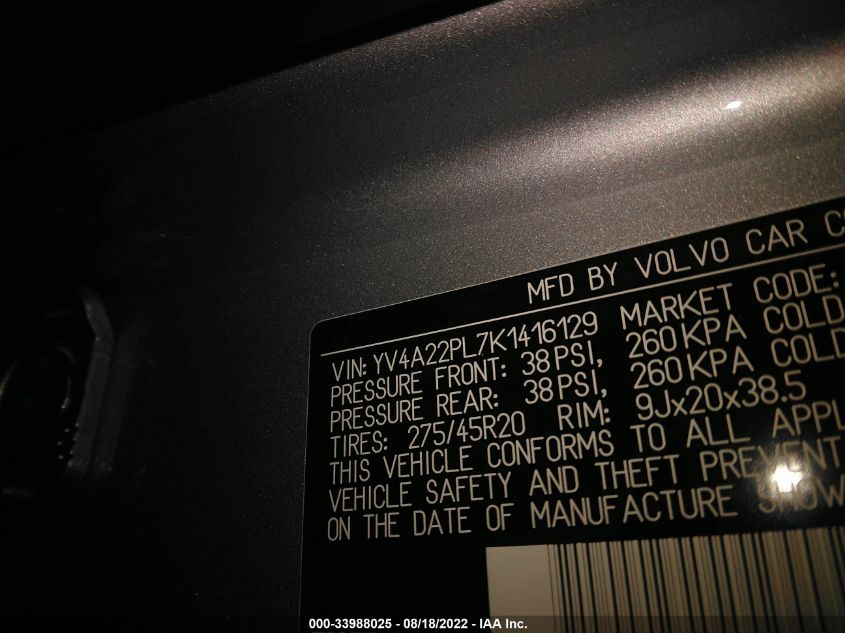 MFD BY VOLVO CAR
VIN: YV4A22PL7K1416129 MARKET CODE:
PRESSURE FRONT: 38 PSI, 260 KPA COLD
PRESSURE REAR: 38 PSI, 260 KPA COLD
TIRES: 275/45R20 RIM: 9Jx20x38.5
THIS VEHICLE CONFORMS TO ALL APPL
VEHICLE SAFETY AND THEFT PREVENT
ON THE DATE OF MANUFACTURE SHOW
000-33988025 - 08/18/2022 - IAA Inc.